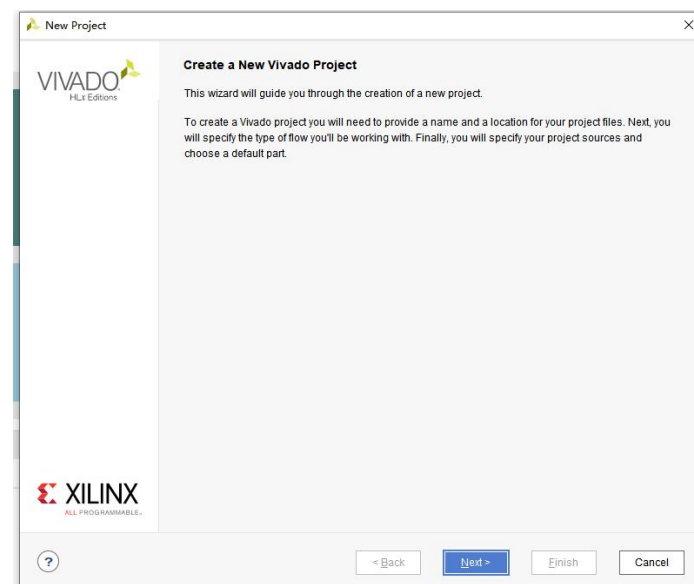 New Project
VIVADO
HLx Editions
Create a New Vivado Project
This wizard will guide you through the creation of a new project.
To create a Vivado project you will need to provide a name and a location for your project files. Next, you
will specify the type of flow you'll be working with. Finally, you will specify your project sources and
choose a default part.
XILINX
ALL PROGRAMMABLE.
?
< Back
Next >
Finish
Cancel